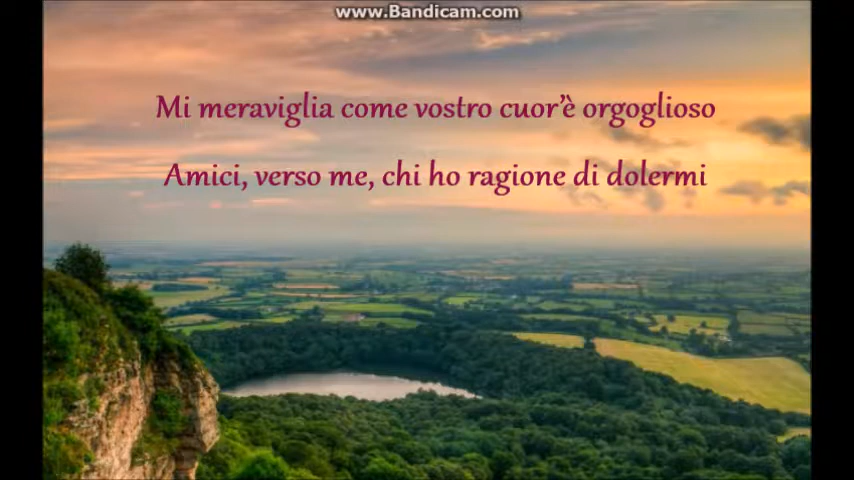 www.Bandicam.com
Mi meraviglia come vostro cuor'è orgoglioso
Amici, verso me, chi ho ragione di dolermi